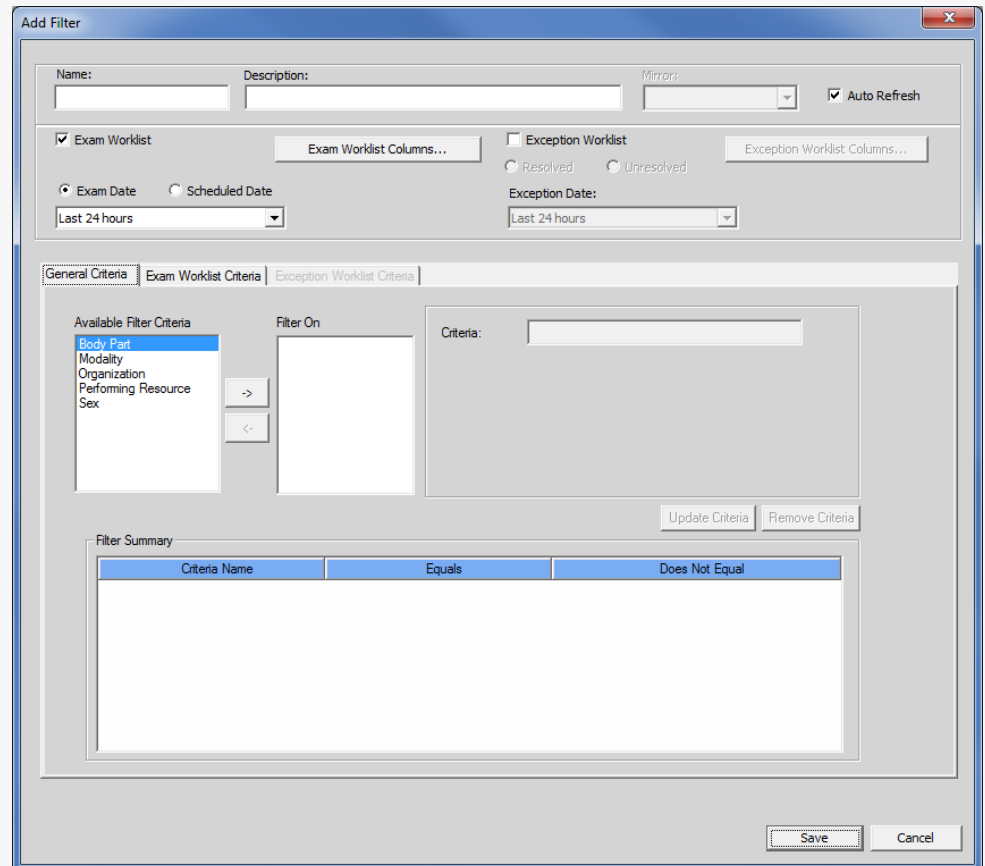 Add Filter
x
Name: Description: Mirror:
Auto Refresh
Exam Worklist Exam Worklist Columns... Exception Worklist Exception Worklist Columns...
Resolved Unresolved
Exam Date Scheduled Date Exception Date:
Last 24 hours Last 24 hours
General Criteria Exam Worklist Criteria Exception Worklist Criteria
Available Filter Criteria Filter On Criteria:
Body Part
Modality
Organization
Performing Resource
Sex
->
<-
Update Criteria Remove Criteria
Filter Summary
Criteria Name Equals Does Not Equal
Save Cancel